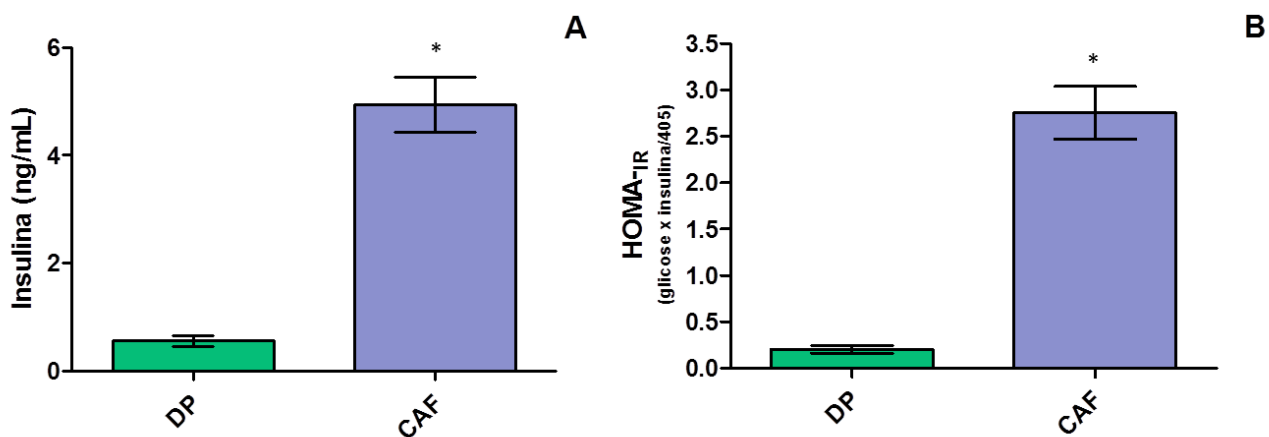 A
Insulina (ng/mL)
6
4
2
0
*
DP
CAF
B
HOMA-IR
(glicose x insulina/405)
3.5
3.0
2.5
2.0
1.5
1.0
0.5
0.0
*
DP
CAF